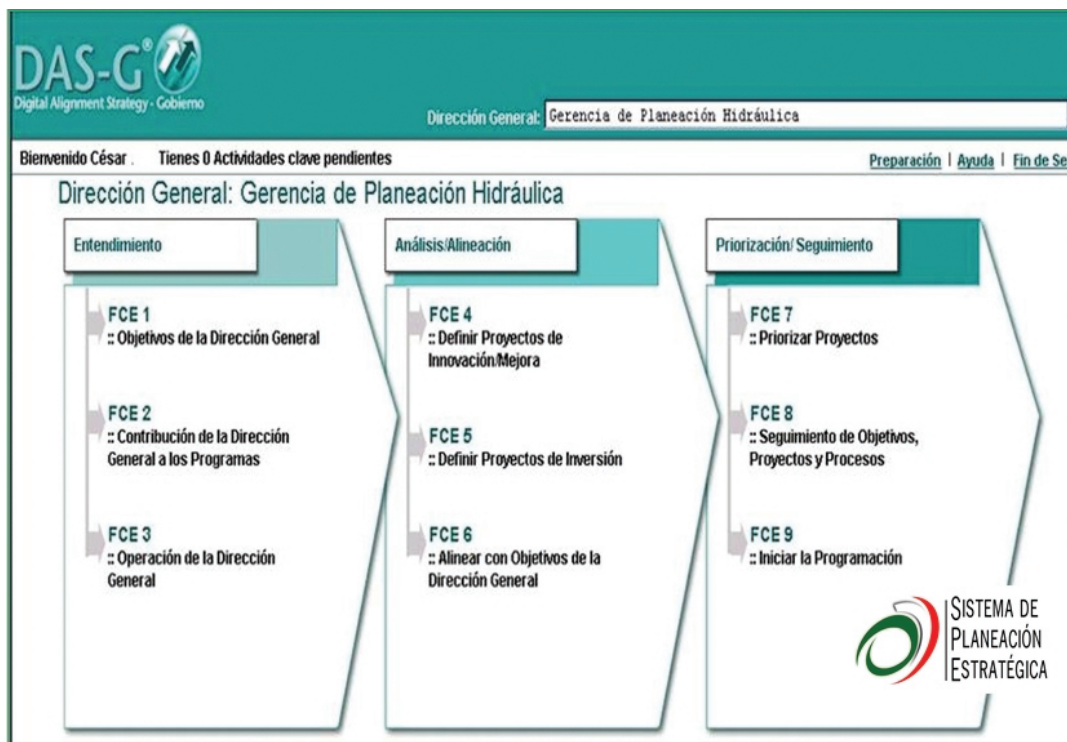 DAS-G®
Digital Alignment Strategy - Gobierno
Dirección General: Gerencia de Planeación Hidráulica
Bienvenido César . Tienes 0 Actividades clave pendientes
Preparación | Ayuda | Fin de Se
Dirección General: Gerencia de Planeación Hidráulica
Entendimiento
FCE 1
:: Objetivos de la Dirección General
FCE 2
:: Contribución de la Dirección
General a los Programas
FCE 3
:: Operación de la Dirección
General
Análisis/Alineación
FCE 4
:: Definir Proyectos de
Innovación/Mejora
FCE 5
:: Definir Proyectos de Inversión
FCE 6
:: Alinear con Objetivos de la
Dirección General
Priorización/ Seguimiento
FCE 7
:: Priorizar Proyectos
FCE 8
:: Seguimiento de Objetivos,
Proyectos y Procesos
FCE 9
:: Iniciar la Programación
SISTEMA DE
PLANEACIÓN
ESTRATÉGICA